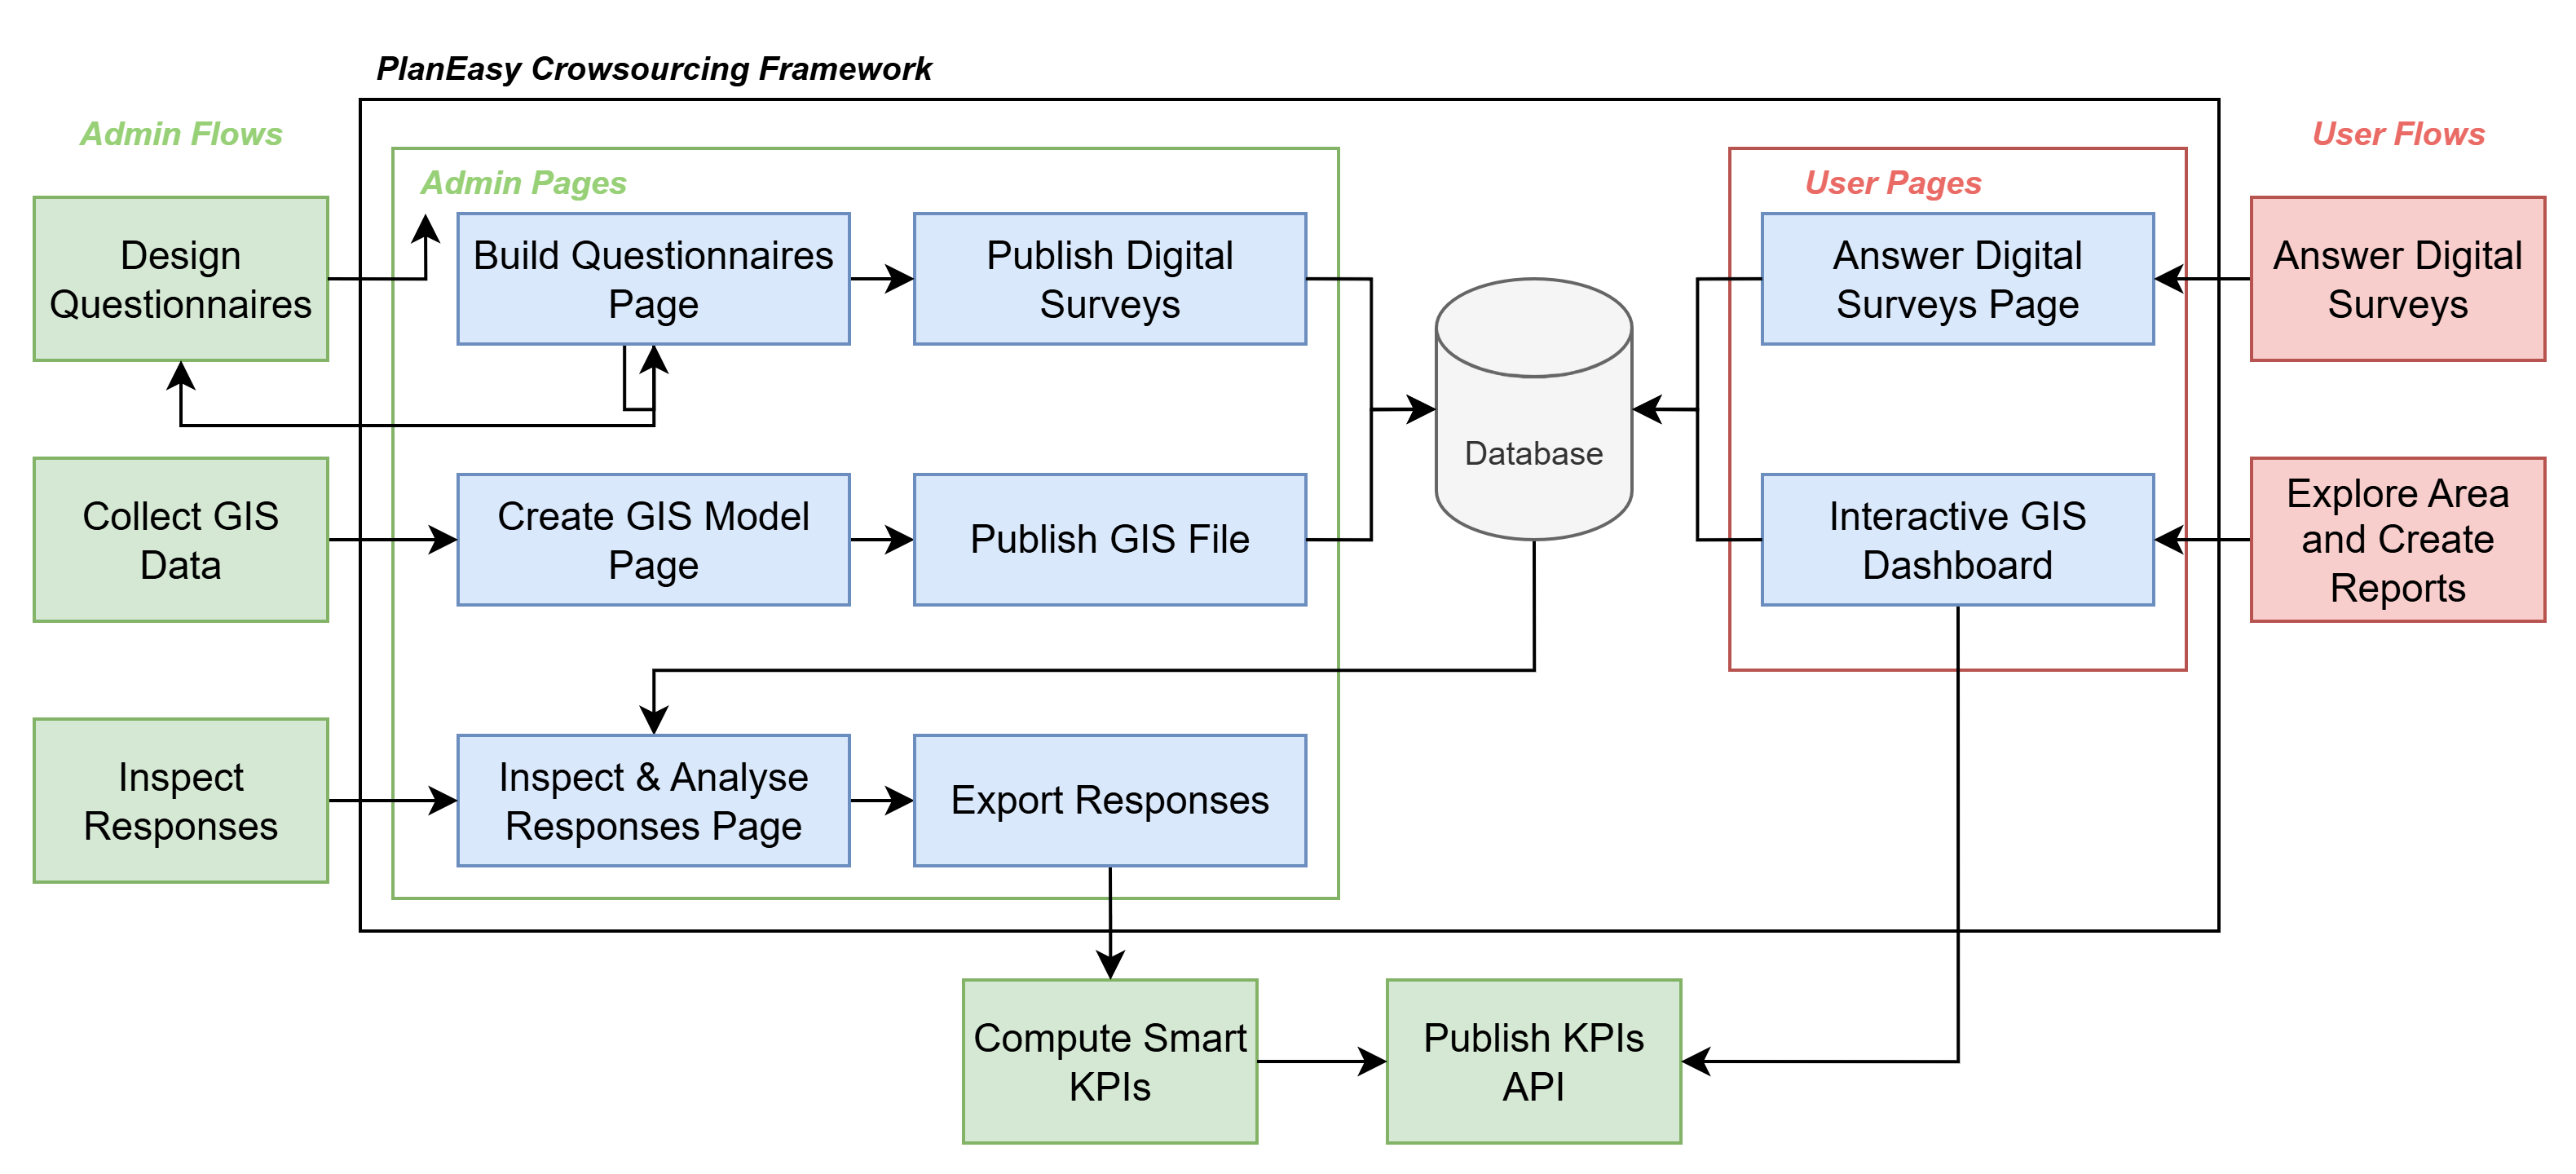 PlanEasy Crowsourcing Framework
Admin Flows
User Flows
Admin Pages
User Pages
Design
Questionnaires
Build Questionnaires
Page
Publish Digital
Surveys
Answer Digital
Surveys Page
Answer Digital
Surveys
Database
Collect GIS
Data
Create GIS Model
Page
Publish GIS File
Interactive GIS
Dashboard
Explore Area
and Create
Reports
Inspect
Responses
Inspect & Analyse
Responses Page
Export Responses
Compute Smart
KPIs
Publish KPIs
API